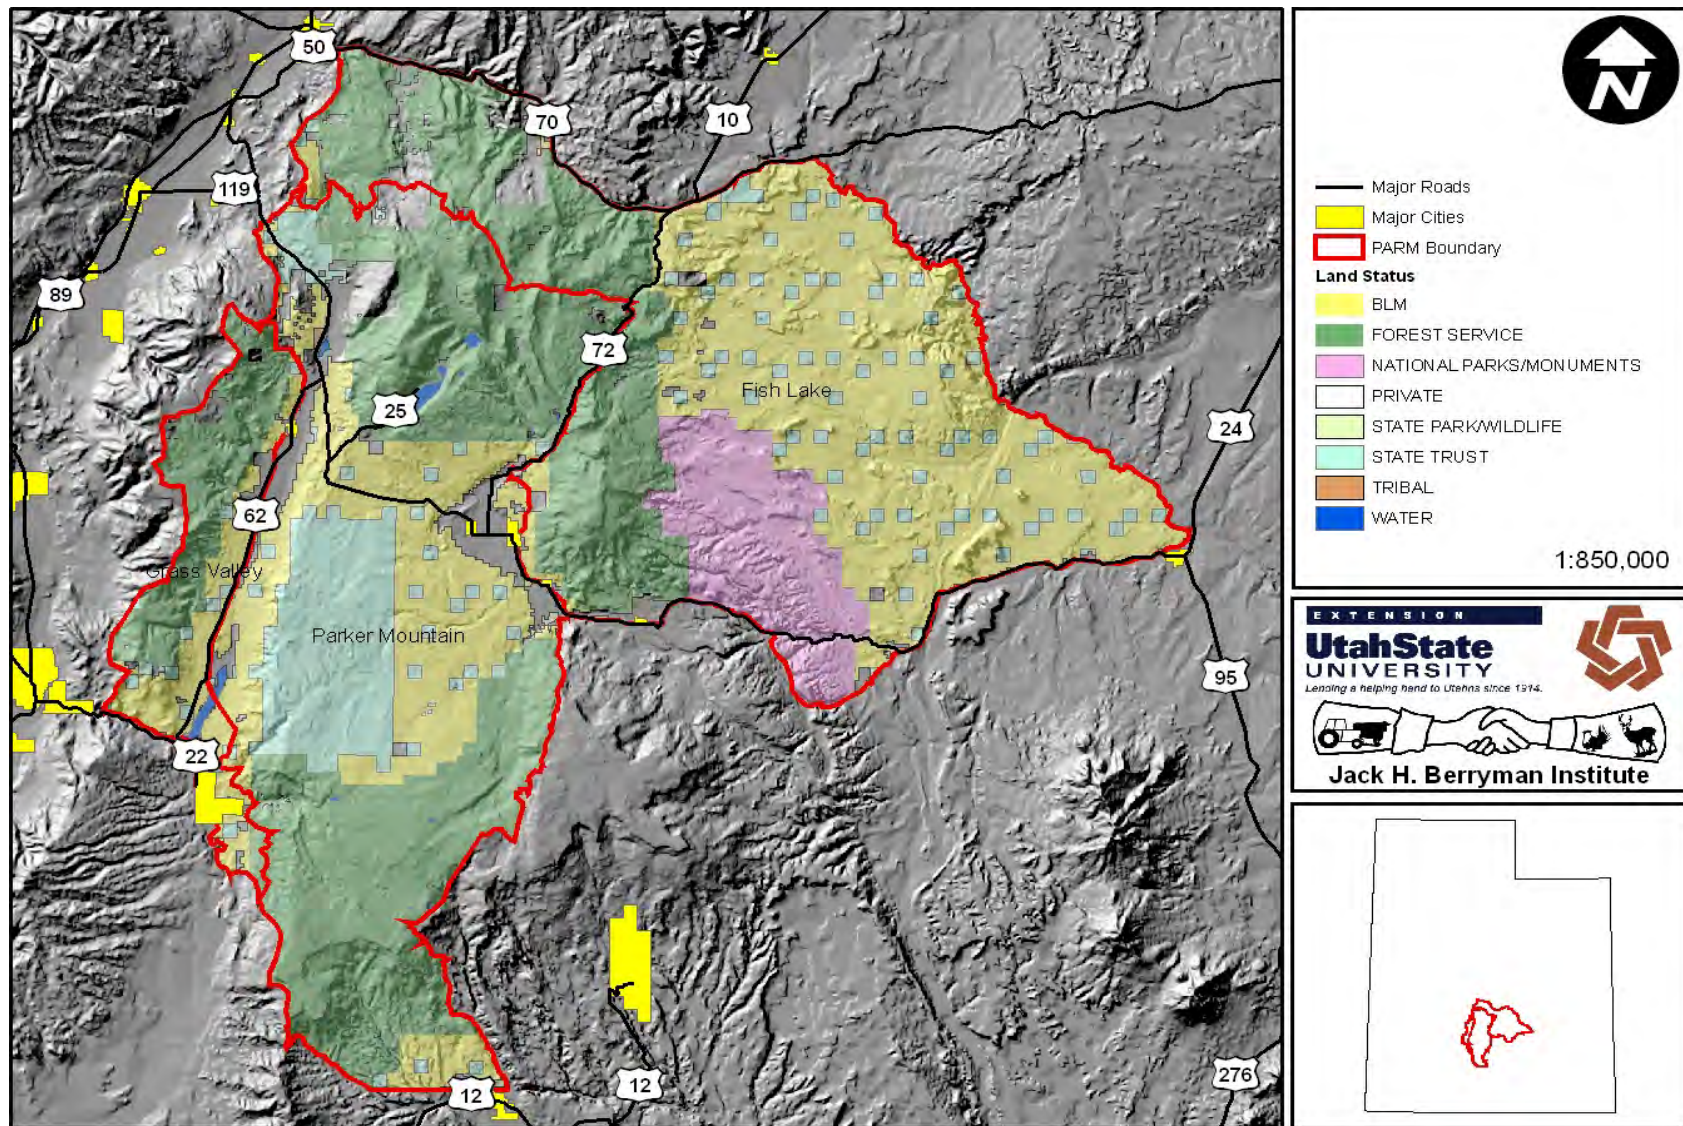 50
70
10
119
89
72
Fish Lake
25
24
62
Grass Valley
Parker Mountain
95
22
12
12
276
N
Major Roads
Major Cities
PARM Boundary
Land Status
BLM
FOREST SERVICE
NATIONAL PARKS/MONUMENTS
PRIVATE
STATE PARK/WILDLIFE
STATE TRUST
TRIBAL
WATER
1:850,000
EXTENSION
UtahState
UNIVERSITY
Lending a helping hand to Utahns since 1914.
Jack H. Berryman Institute